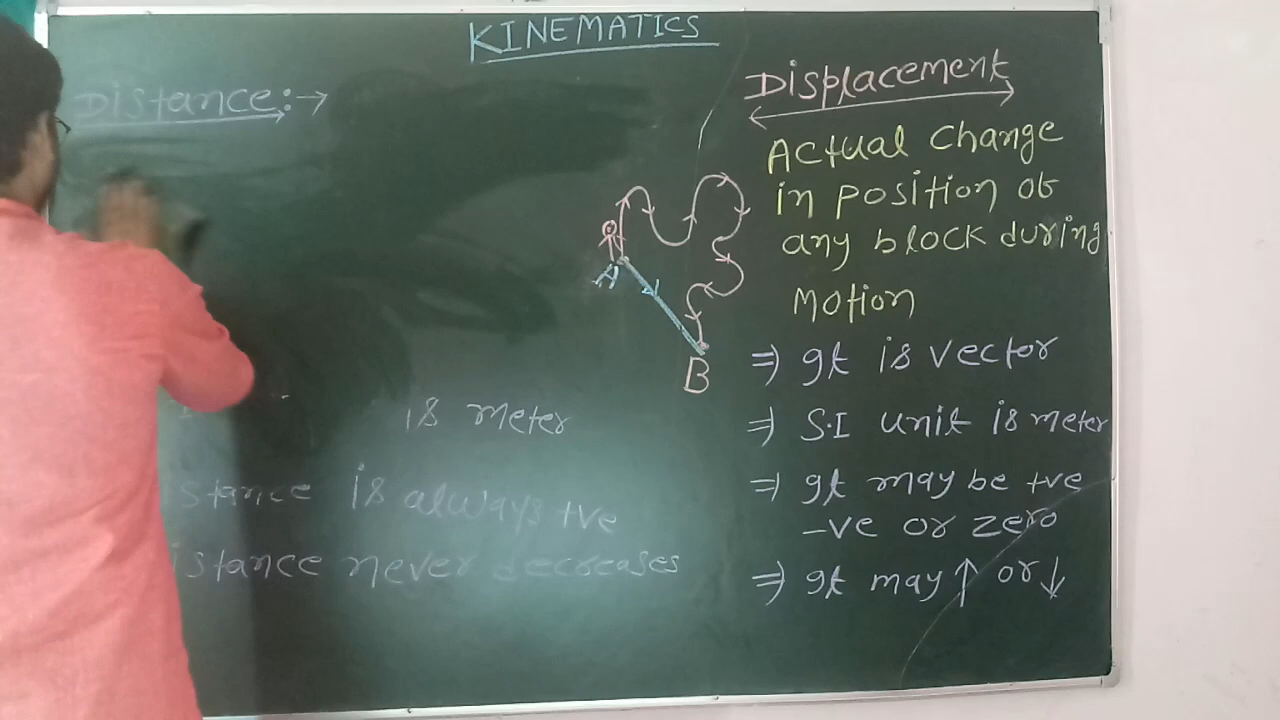 KINEMATICS
Distance:→
is meter
stance is always +ve
istance never decreases
A
B
Displacement
Actual change
in position of
any block during
Motion
⇒ It is vector
⇒ S.I unit is meter
⇒ It may be +ve
-ve or zero
⇒ It may ↑ or ↓